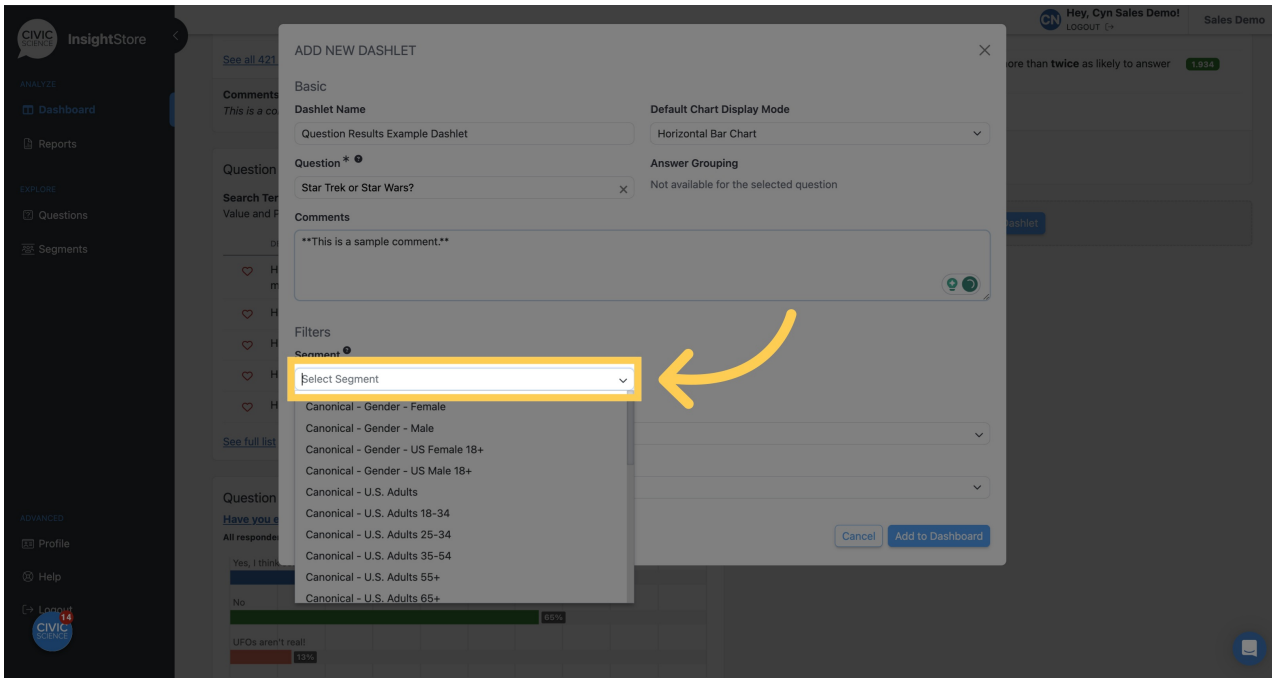 CIVIC
SCIENCE
InsightStore
Hey, Cyn Sales Demo!
CN
LOGOUT
Sales Demo
ANALYZE
Dashboard
Reports
EXPLORE
Questions
Segments
ADVANCED
Profile
Help
Logout
14
CIVIC
SCIENCE
See all 421
Comments
This is a co
Question
Search Ter
Value and P
H
m
H
H
H
H
See full list
Question
Have you e
All responde
Yes, I think
No
65%
UFOs aren't real!
13%
ore than twice as likely to answer 1.934
ashlet
ADD NEW DASHLET
Basic
Dashlet Name
Default Chart Display Mode
Question Results Example Dashlet
Horizontal Bar Chart
Question *
Answer Grouping
Star Trek or Star Wars?
Not available for the selected question
Comments
**This is a sample comment.**
Filters
Segment
Select Segment
Canonical - Gender - Female
Canonical - Gender - Male
Canonical - Gender - US Female 18+
Canonical - Gender - US Male 18+
Canonical - U.S. Adults
Canonical - U.S. Adults 18-34
Canonical - U.S. Adults 25-34
Canonical - U.S. Adults 35-54
Canonical - U.S. Adults 55+
Canonical - U.S. Adults 65+
Cancel
Add to Dashboard